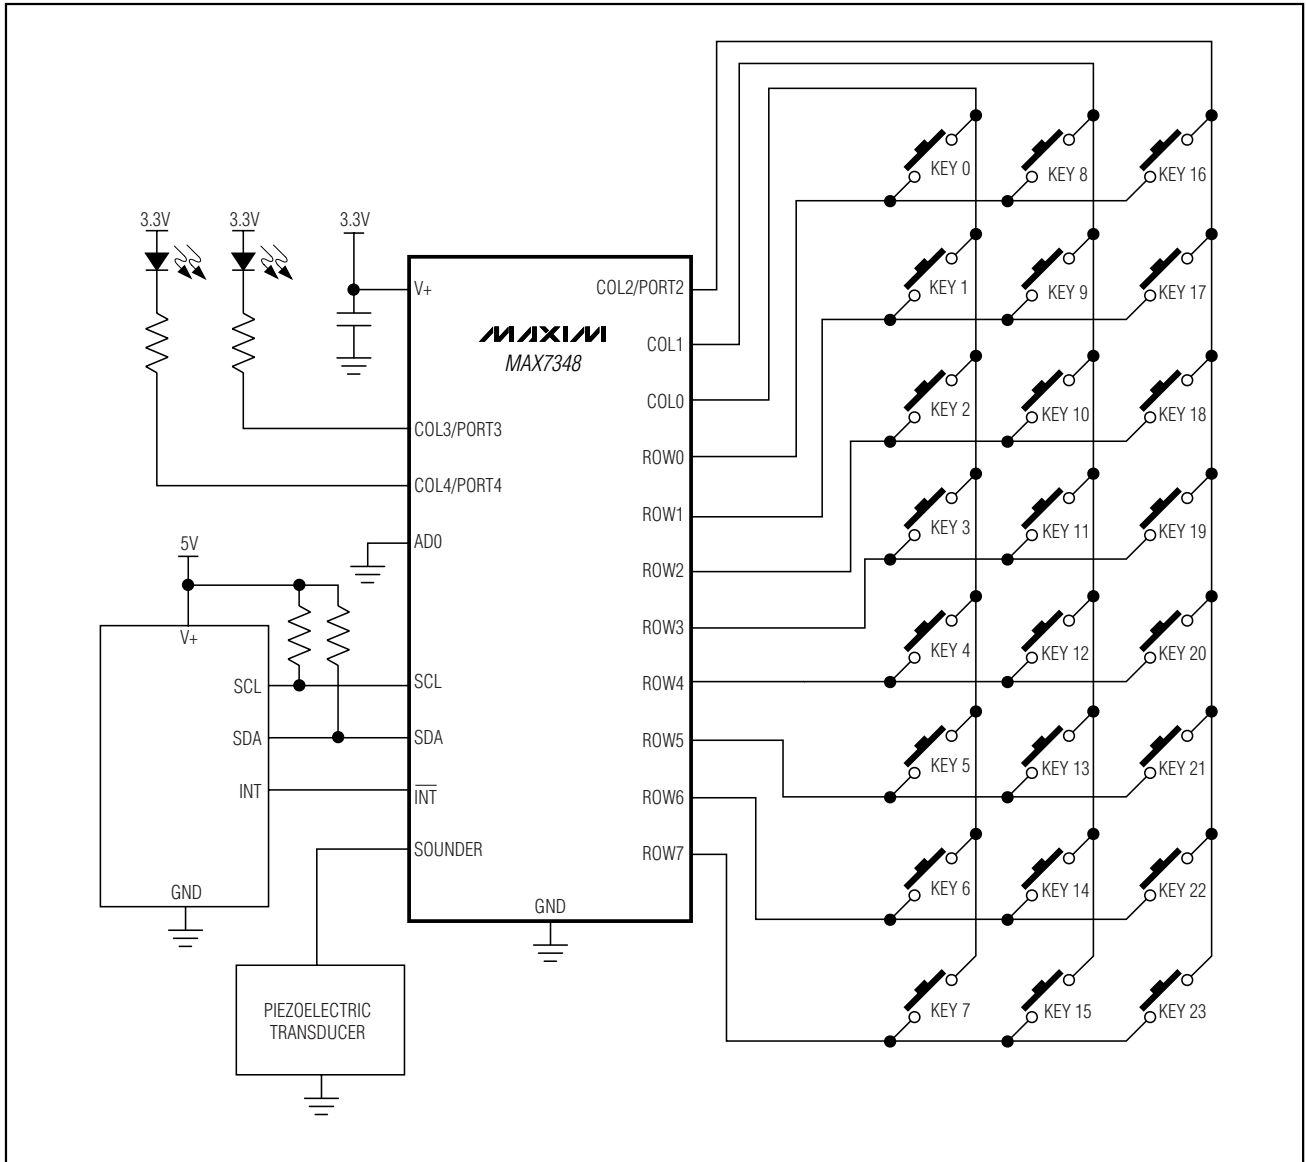 KEY 0
KEY 8
KEY 16
3.3V
3.3V
3.3V
KEY 1
KEY 9
KEY 17
V+
COL2/PORT2
MAXIM
MAX7348
COL1
COL0
KEY 2
KEY 10
KEY 18
COL3/PORT3
ROW0
COL4/PORT4
ROW1
KEY 3
KEY 11
KEY 19
5V
AD0
ROW2
V+
ROW3
KEY 4
KEY 12
KEY 20
SCL
SCL
ROW4
SDA
SDA
ROW5
KEY 5
KEY 13
KEY 21
INT
INT
ROW6
SOUNDER
ROW7
GND
GND
KEY 6
KEY 14
KEY 22
PIEZOELECTRIC
TRANSDUCER
KEY 7
KEY 15
KEY 23